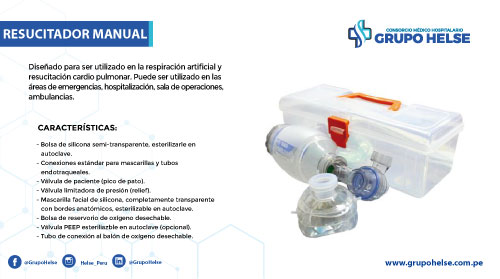 RESUCITADOR MANUAL
CONSORCIO MÉDICO HOSPITALARIO
GRUPO HELSE
Diseñado para ser utilizado en la respiración artificial y
resucitación cardio pulmonar. Puede ser utilizado en las
áreas de emergencias, hospitalización, sala de operaciones,
ambulancias.
CARACTERÍSTICAS:
- Bolsa de silicona semi-transparente, esterilizarle en
autoclave.
- Conexiones estándar para mascarillas y tubos
endotraqueales.
- Válvula de paciente (pico de pato).
- Válvula limitadora de presión (relief).
- Mascarilla facial de silicona, completamente transparente
con bordes anatómicos, esterilizable en autoclave.
- Bolsa de reservorio de oxigeno desechable.
- Válvula PEEP esterilizable en autoclave (opcional).
- Tubo de conexión al balón de oxigeno desechable.
@GrupoHelse
Helse_Peru
@GrupoHelse
www.grupohelse.com.pe